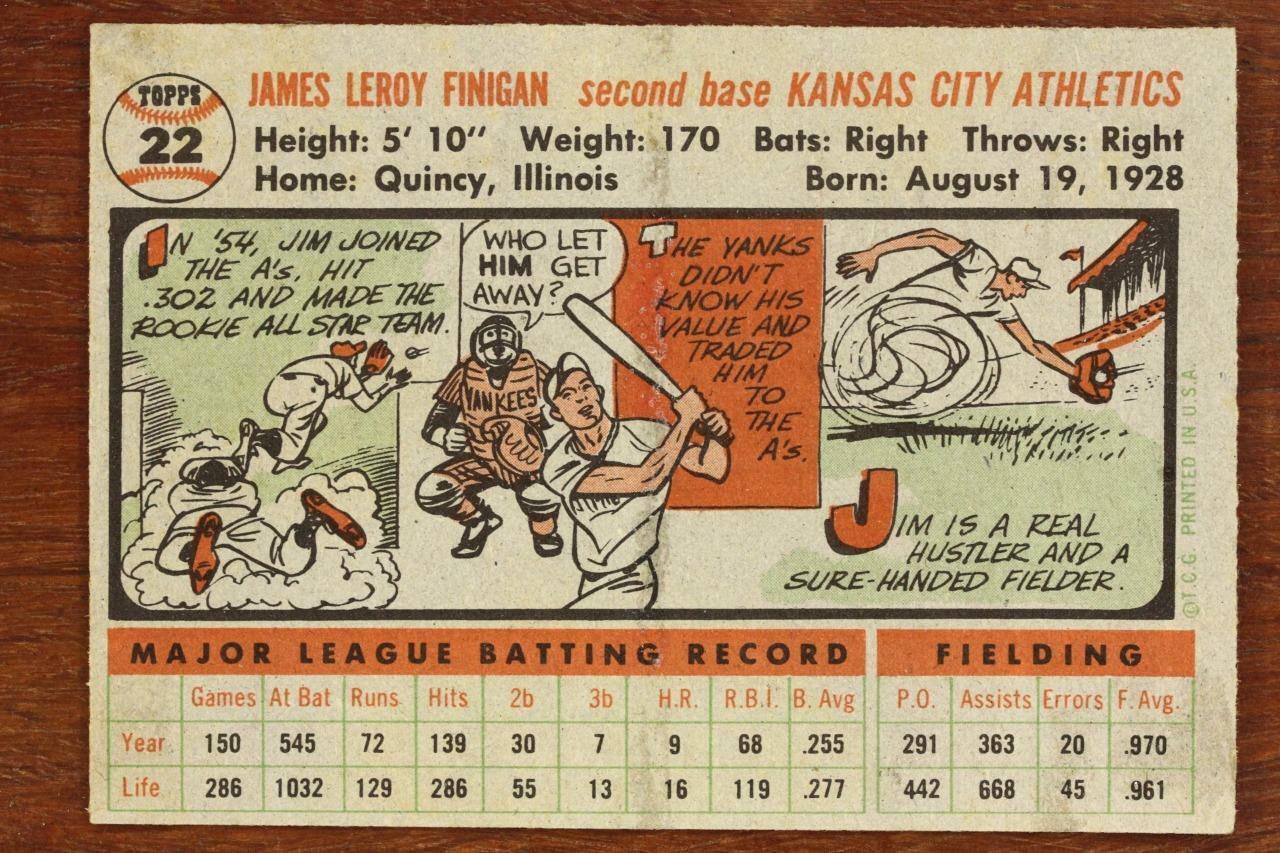 TOPPS
22
JAMES LEROY FINIGAN second base KANSAS CITY ATHLETICS
Height: 5' 10" Weight: 170 Bats: Right Throws: Right
Home: Quincy, Illinois Born: August 19, 1928
IN '54, JIM JOINED
THE A's, HIT
.302 AND MADE THE
ROOKIE ALL STAR TEAM.
WHO LET
HIM GET
AWAY?
YANKEES
THE YANKS
DIDN'T
KNOW HIS
VALUE AND
TRADED
HIM
TO
THE
A's.
JIM IS A REAL
HUSTLER AND A
SURE-HANDED FIELDER.
©T.C.G. PRINTED IN U.S.A.
MAJOR LEAGUE BATTING RECORD FIELDING
Games At Bat Runs Hits 2b 3b H.R. R.B.I. B. Avg P.O. Assists Errors F. Avg.
Year 150 545 72 139 30 7 9 68 .255 291 363 20 .970
Life 286 1032 129 286 55 13 16 119 .277 442 668 45 .961